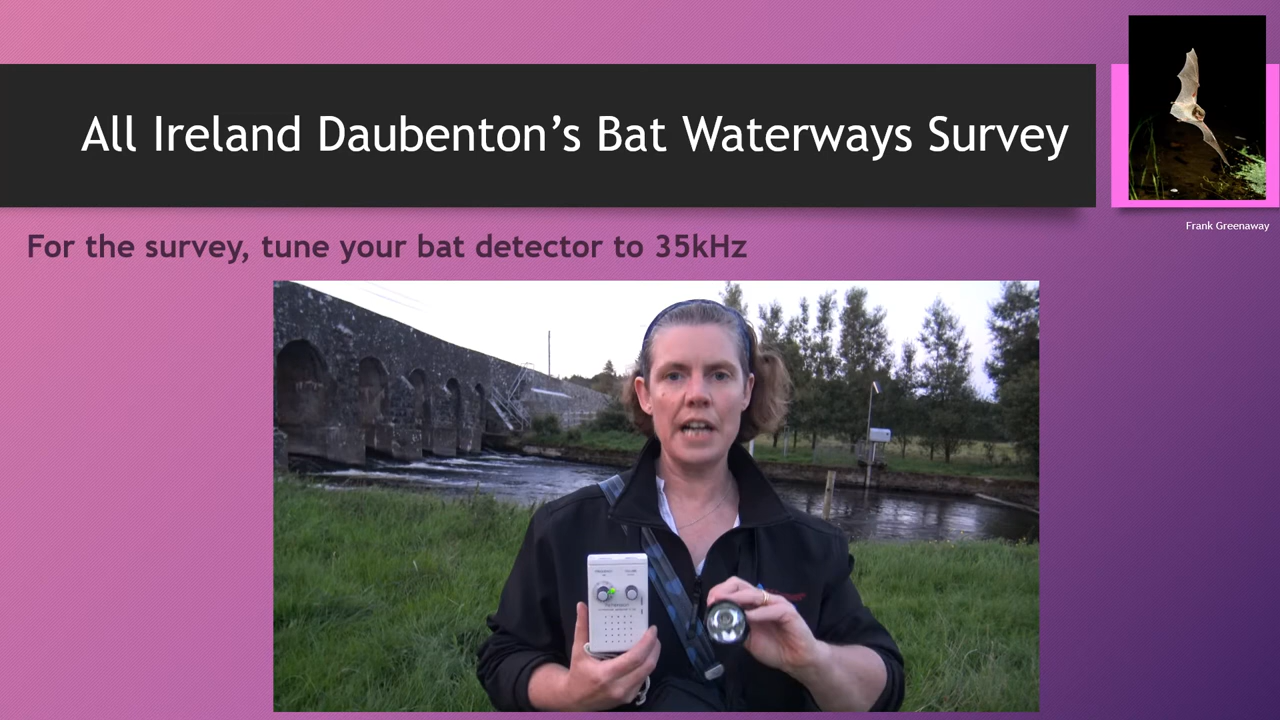 All Ireland Daubenton’s Bat Waterways Survey
Frank Greenaway
For the survey, tune your bat detector to 35kHz